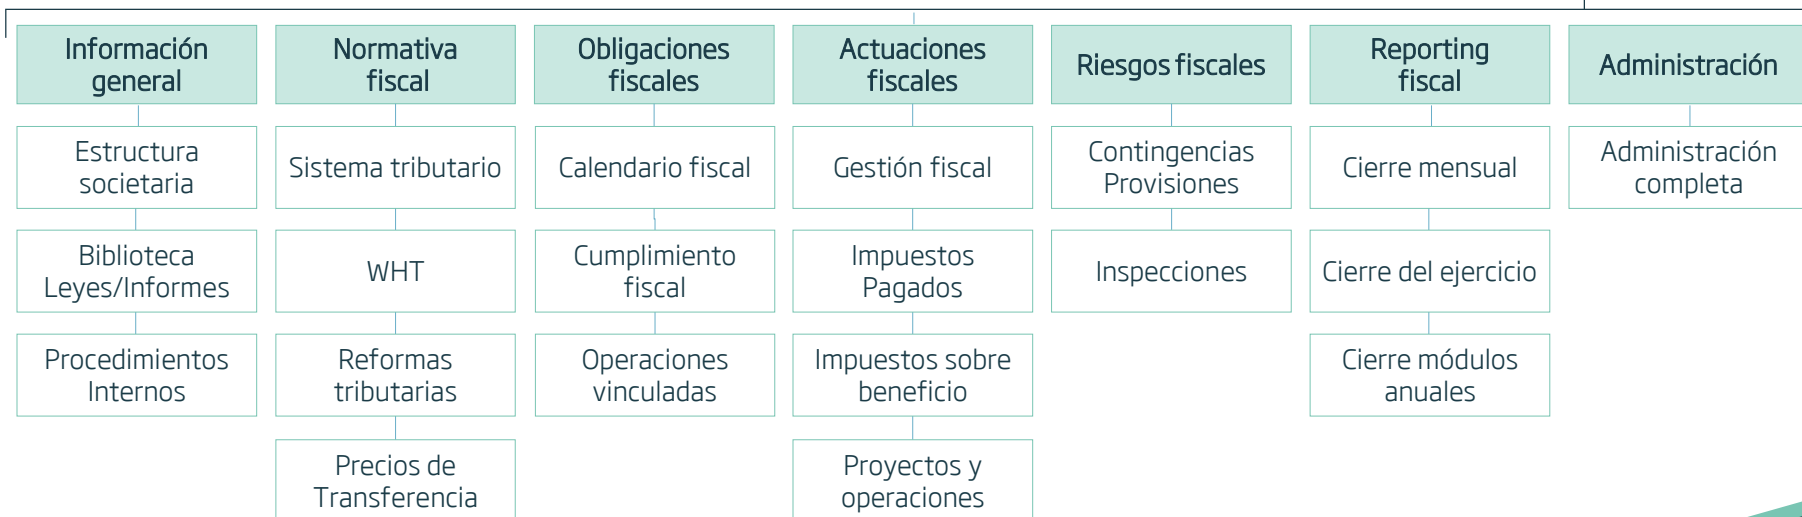 Información
general
Normativa
fiscal
Obligaciones
fiscales
Actuaciones
fiscales
Riesgos fiscales
Reporting
fiscal
Administración
Estructura
societaria
Sistema tributario
Calendario fiscal
Gestión fiscal
Contingencias
Provisiones
Cierre mensual
Administración
completa
Biblioteca
Leyes/Informes
WHT
Cumplimiento
fiscal
Impuestos
Pagados
Inspecciones
Cierre del ejercicio
Procedimientos
Internos
Reformas
tributarias
Operaciones
vinculadas
Impuestos sobre
beneficio
Cierre módulos
anuales
Precios de
Transferencia
Proyectos y
operaciones